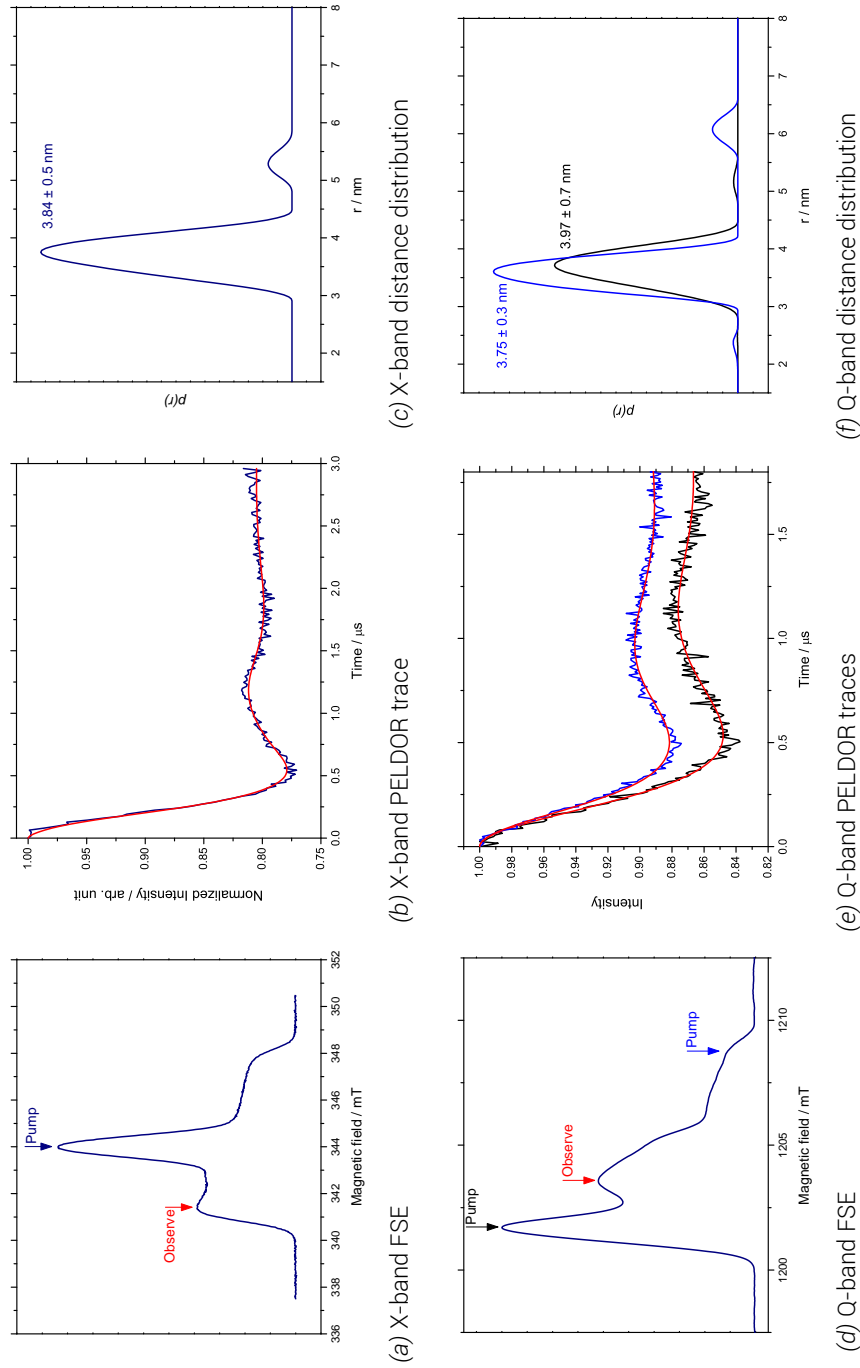 Pump
Observe
336 338 340 342 344 346 348 350 352
Magnetic field / mT
(a) X-band FSE
1.00
0.95
0.90
0.85
0.80
0.75
Normalized Intensity / arb. unit
0.0 0.5 1.0 1.5 2.0 2.5 3.0
Time / µs
(b) X-band PELDOR trace
3.84 ± 0.5 nm
p(r)
2 3 4 5 6 7 8
r / nm
(c) X-band distance distribution
Pump
Observe
Pump
1200 1205 1210
Magnetic field / mT
(d) Q-band FSE
1.00
0.98
0.96
0.94
0.92
0.90
0.88
0.86
0.84
0.82
Intensity
0.0 0.5 1.0 1.5
Time / µs
(e) Q-band PELDOR traces
3.75 ± 0.3 nm
3.97 ± 0.7 nm
p(r)
2 3 4 5 6 7 8
r / nm
(f) Q-band distance distribution